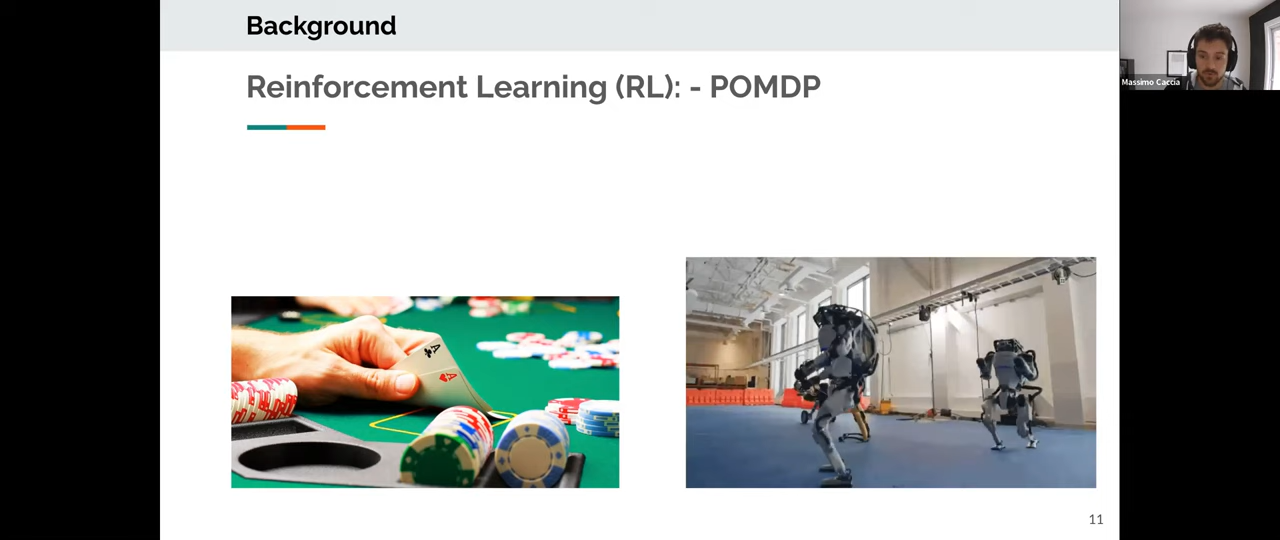 Background
Reinforcement Learning (RL): - POMDP
Massimo Caccia
A
A
11